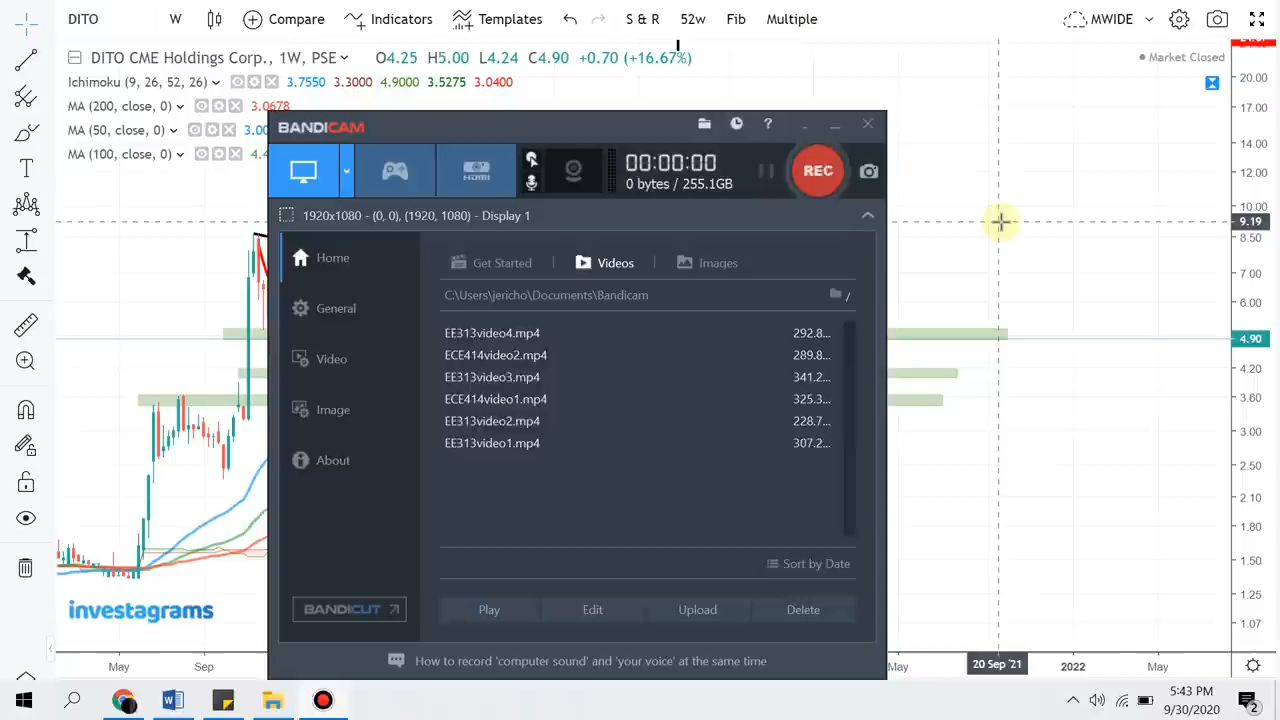 DITO W Compare Indicators Templates S & R 52w Fib Multiple MWIDE
DITO CME Holdings Corp., 1W, PSE O4.25 H5.00 L4.24 C4.90 +0.70 (+16.67%) Market Closed
Ichimoku (9, 26, 52, 26) 3.7550 3.3000 4.9000 3.5275 3.0400
MA (200, close, 0) 3.0678
MA (50, close, 0)
MA (100, close, 0)
20.00
17.00
14.00
12.00
10.00
9.19
8.50
7.00
6.00
4.90
4.20
3.60
3.00
2.50
2.10
1.80
1.50
1.25
1.07
BANDICAM
?
HDMI
00:00:00
0 bytes / 255.1GB
REC
1920x1080 - (0, 0), (1920, 1080) - Display 1
Home
General
Video
Image
About
BANDICUT
Get Started Videos Images
C:\Users\jericho\Documents\Bandicam /
EE313video4.mp4 292.8...
ECE414video2.mp4 289.8...
EE313video3.mp4 341.2...
ECE414video1.mp4 325.3...
EE313video2.mp4 228.7...
EE313video1.mp4 307.2...
Sort by Date
Play Edit Upload Delete
How to record 'computer sound' and 'your voice' at the same time
investagrams
May Sep May 20 Sep '21 2022 May
5:43 PM
9/30/2020
2